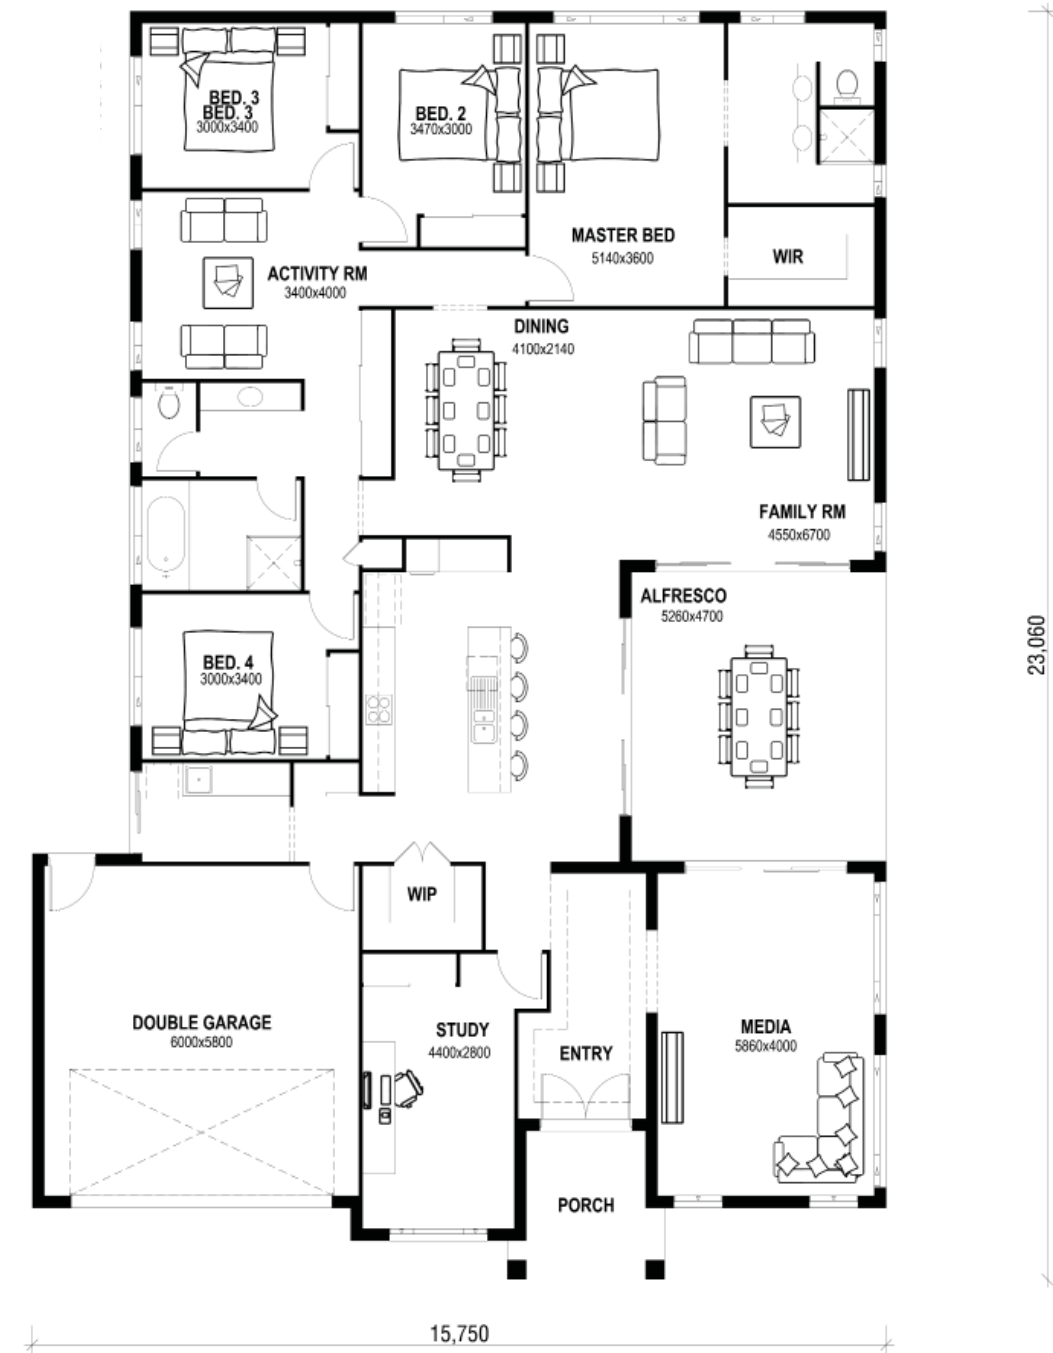 BED. 3
BED. 3
3000x3400
BED. 2
3470x3000
MASTER BED
5140x3600
WIR
ACTIVITY RM
3400x4000
DINING
4100x2140
FAMILY RM
4550x6700
ALFRESCO
5260x4700
23,060
BED. 4
3000x3400
WIP
DOUBLE GARAGE
6000x5800
STUDY
4400x2800
ENTRY
MEDIA
5860x4000
PORCH
15,750